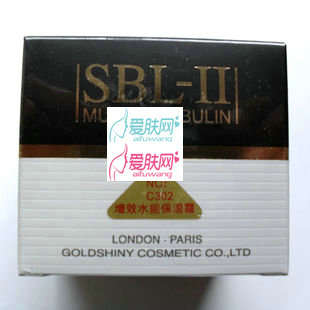 SBL-II
爱肤网
aifuwang
爱肤网
aifuwang
NO:
C302
增效水能保湿霜
LONDON - PARIS
GOLDSHINY COSMETIC CO.,LTD